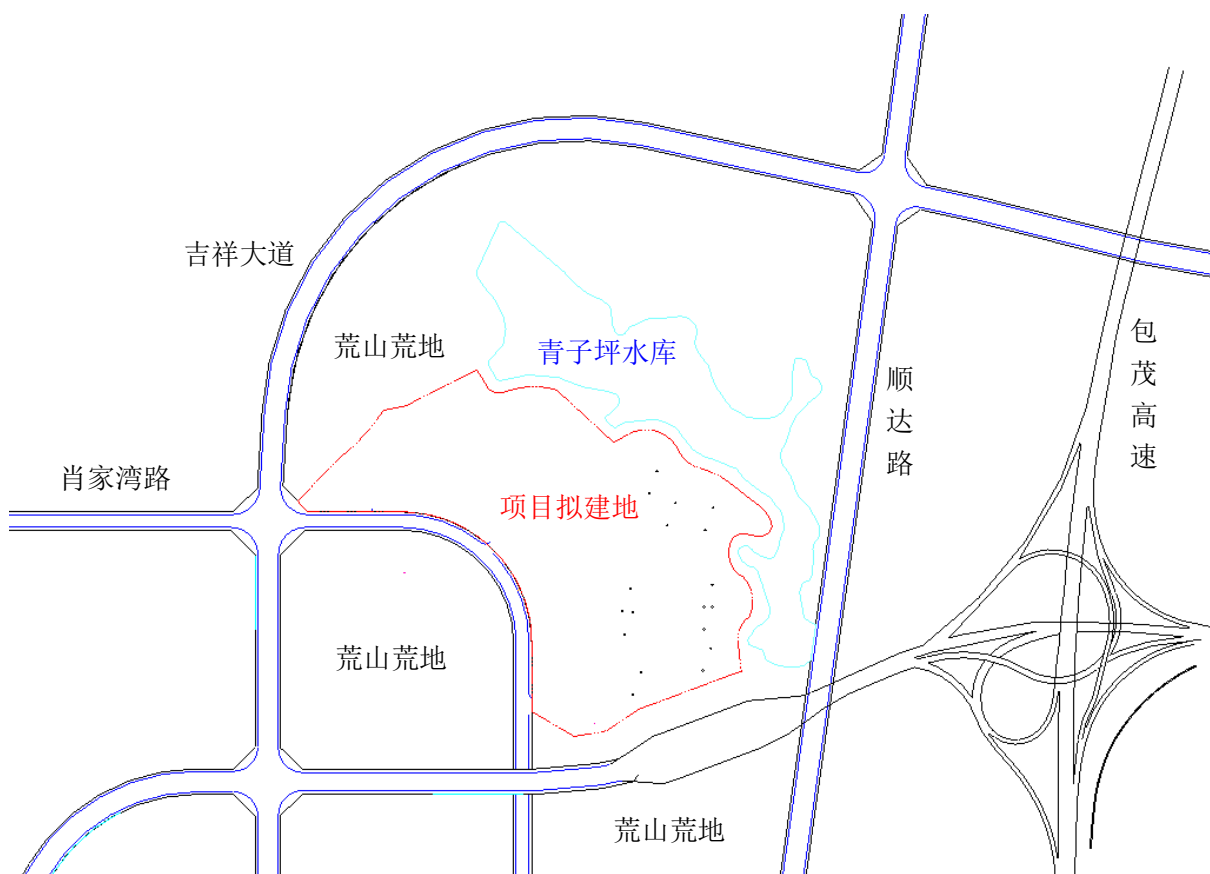 吉祥大道
荒山荒地
青子坪水库
包茂高速
顺达路
肖家湾路
项目拟建地
荒山荒地
荒山荒地